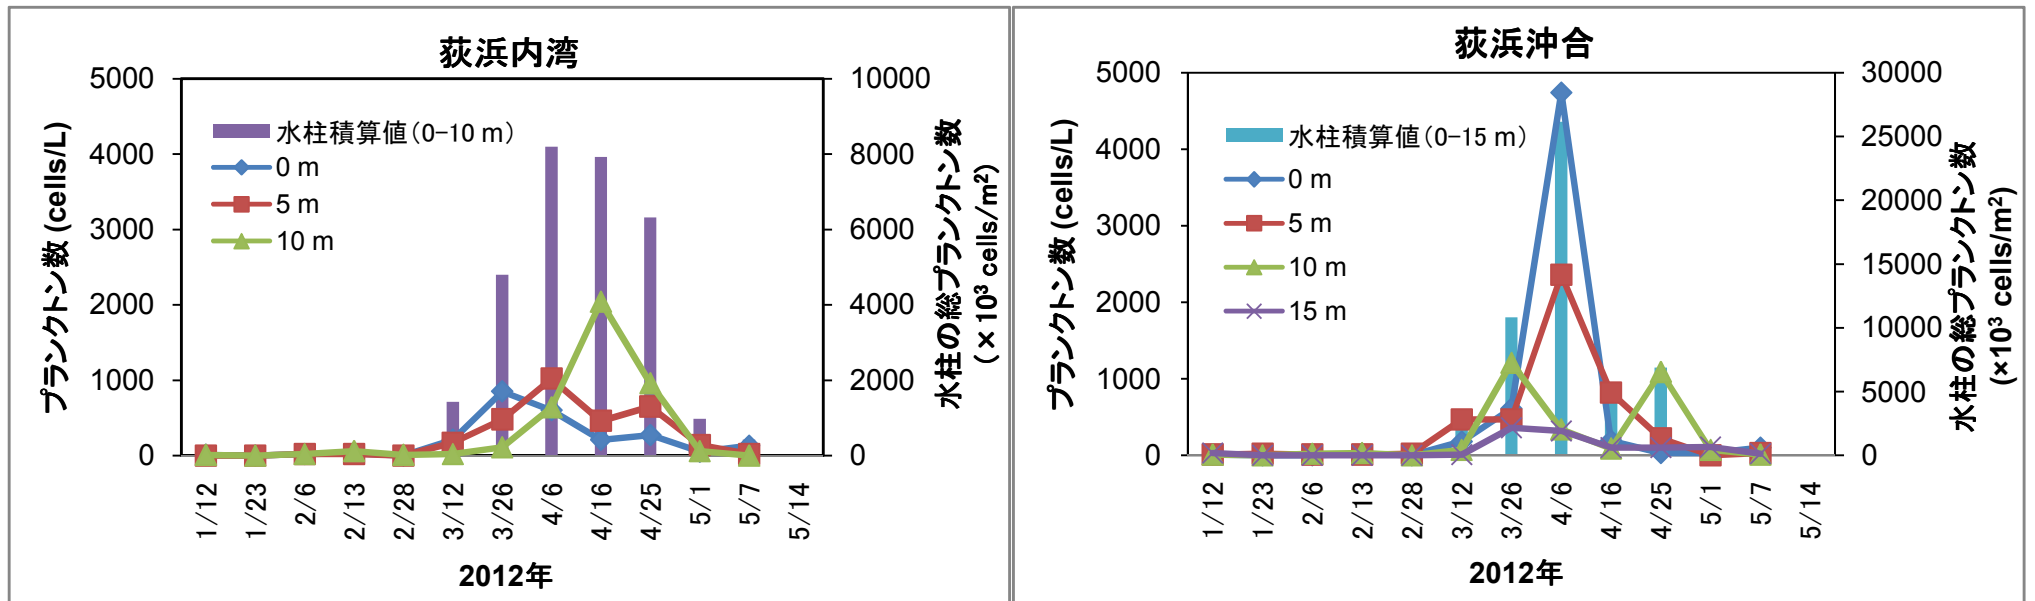 荻浜内湾
プランクトン数 (cells/L)
5000
4000
3000
2000
1000
0
水柱積算値（0-10 m）
0 m
5 m
10 m
10000
8000
6000
4000
2000
0
水柱の総プランクトン数
（×10³ cells/m²）
1/12
1/23
2/6
2/13
2/28
3/12
3/26
4/6
4/16
4/25
5/1
5/7
5/14
2012年
荻浜沖合
プランクトン数 (cells/L)
5000
4000
3000
2000
1000
0
水柱積算値（0-15 m）
0 m
5 m
10 m
15 m
30000
25000
20000
15000
10000
5000
0
水柱の総プランクトン数
(×10³ cells/m²)
1/12
1/23
2/6
2/13
2/28
3/12
3/26
4/6
4/16
4/25
5/1
5/7
5/14
2012年